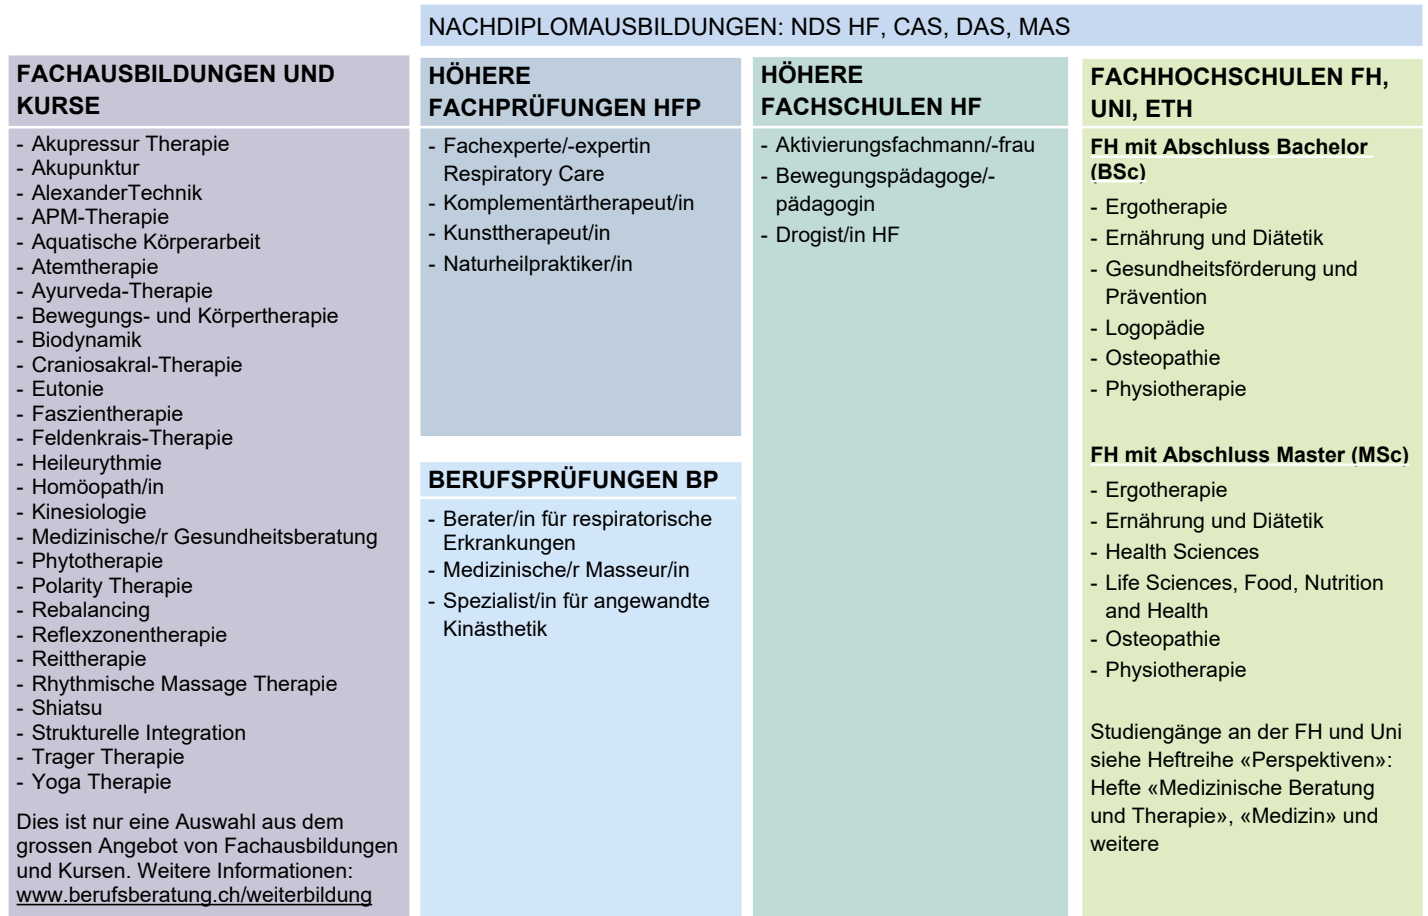 NACHDIPLOMAUSBILDUNGEN: NDS HF, CAS, DAS, MAS
FACHAUSBILDUNGEN UND
KURSE
- Akupressur Therapie
- Akupunktur
- AlexanderTechnik
- APM-Therapie
- Aquatische Körperarbeit
- Atemtherapie
- Ayurveda-Therapie
- Bewegungs- und Körpertherapie
- Biodynamik
- Craniosakral-Therapie
- Eutonie
- Faszientherapie
- Feldenkrais-Therapie
- Heileurythmie
- Homöopath/in
- Kinesiologie
- Medizinische/r Gesundheitsberatung
- Phytotherapie
- Polarity Therapie
- Rebalancing
- Reflexzonentherapie
- Reittherapie
- Rhythmische Massage Therapie
- Shiatsu
- Strukturelle Integration
- Trager Therapie
- Yoga Therapie
Dies ist nur eine Auswahl aus dem
grossen Angebot von Fachausbildungen
und Kursen. Weitere Informationen:
www.berufsberatung.ch/weiterbildung
HÖHERE
FACHPRÜFUNGEN HFP
- Fachexperte/-expertin
Respiratory Care
- Komplementärtherapeut/in
- Kunsttherapeut/in
- Naturheilpraktiker/in
BERUFSPRÜFUNGEN BP
- Berater/in für respiratorische
Erkrankungen
- Medizinische/r Masseur/in
- Spezialist/in für angewandte
Kinästhetik
HÖHERE
FACHSCHULEN HF
- Aktivierungsfachmann/-frau
- Bewegungspädagoge/-
pädagogin
- Drogist/in HF
FACHHOCHSCHULEN FH,
UNI, ETH
FH mit Abschluss Bachelor
(BSc)
- Ergotherapie
- Ernährung und Diätetik
- Gesundheitsförderung und
Prävention
- Logopädie
- Osteopathie
- Physiotherapie
FH mit Abschluss Master (MSc)
- Ergotherapie
- Ernährung und Diätetik
- Health Sciences
- Life Sciences, Food, Nutrition
and Health
- Osteopathie
- Physiotherapie
Studiengänge an der FH und Uni
siehe Heftreihe «Perspektiven»:
Hefte «Medizinische Beratung
und Therapie», «Medizin» und
weitere